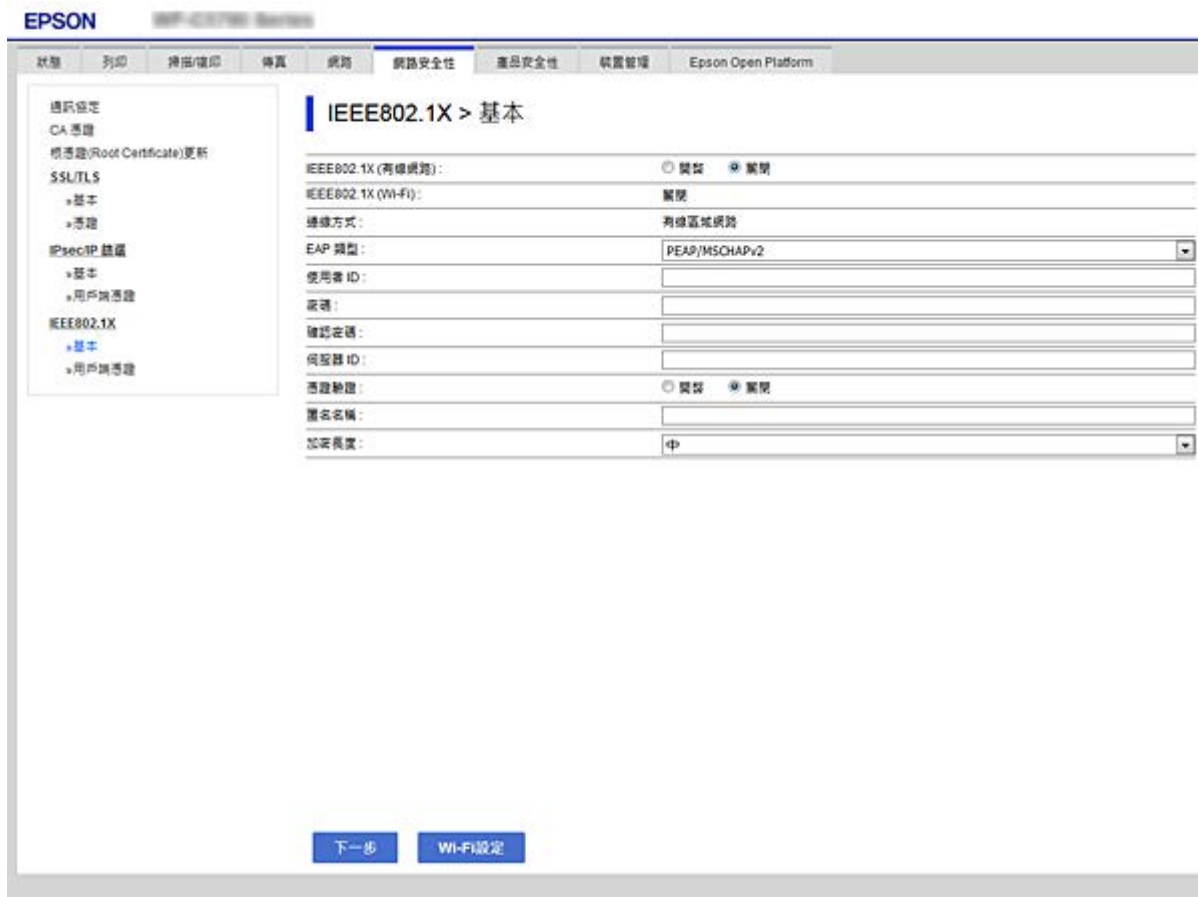 EPSON
狀態 列印 掃描/複印 傳真 網路 網路安全性 產品安全性 裝置管理 Epson Open Platform
通訊協定
CA 憑證
根憑證(Root Certificate)更新
SSL/TLS
»基本
»憑證
IPsec/IP 篩選
»基本
»用戶端憑證
IEEE802.1X
»基本
»用戶端憑證
IEEE802.1X > 基本
IEEE802.1X (有線網路) : 開啟 關閉
IEEE802.1X (Wi-Fi) : 關閉
連線方式 : 有線區域網路
EAP 類型 : PEAP/MSCHAPv2
使用者 ID :
密碼 :
確認密碼 :
伺服器 ID :
憑證驗證 : 開啟 關閉
匿名名稱 :
加密長度 : 中
下一步 Wi-Fi設定